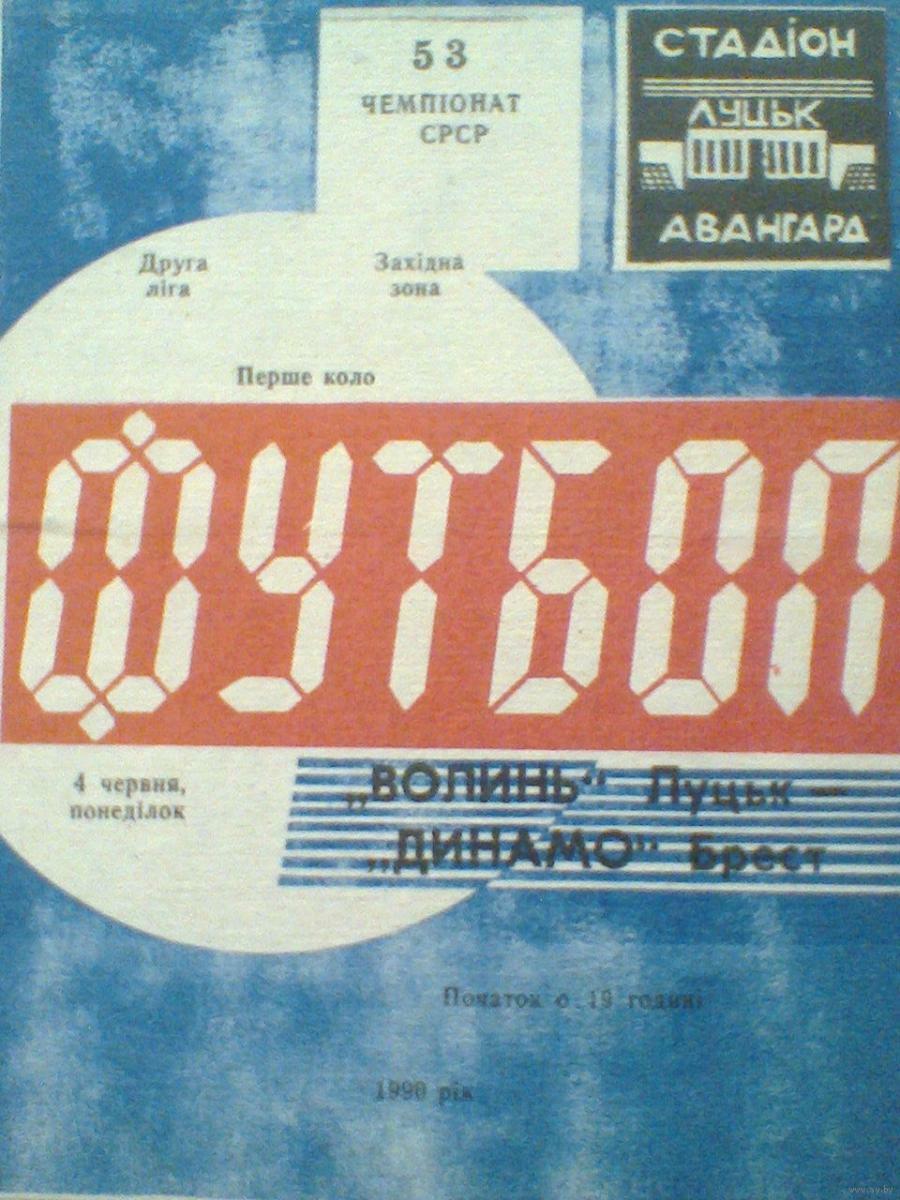 53
ЧЕМПІОНАТ
СРСР
СТАДІОН
ЛУЦЬК
АВАНГАРД
Друга
ліга
Західна
зона
Перше коло
ФУТБОЛ
4 червня,
понеділок
„ВОЛИНЬ“ Луцьк —
„ДИНАМО” Брест
Початок о 19 годині
1990 рік